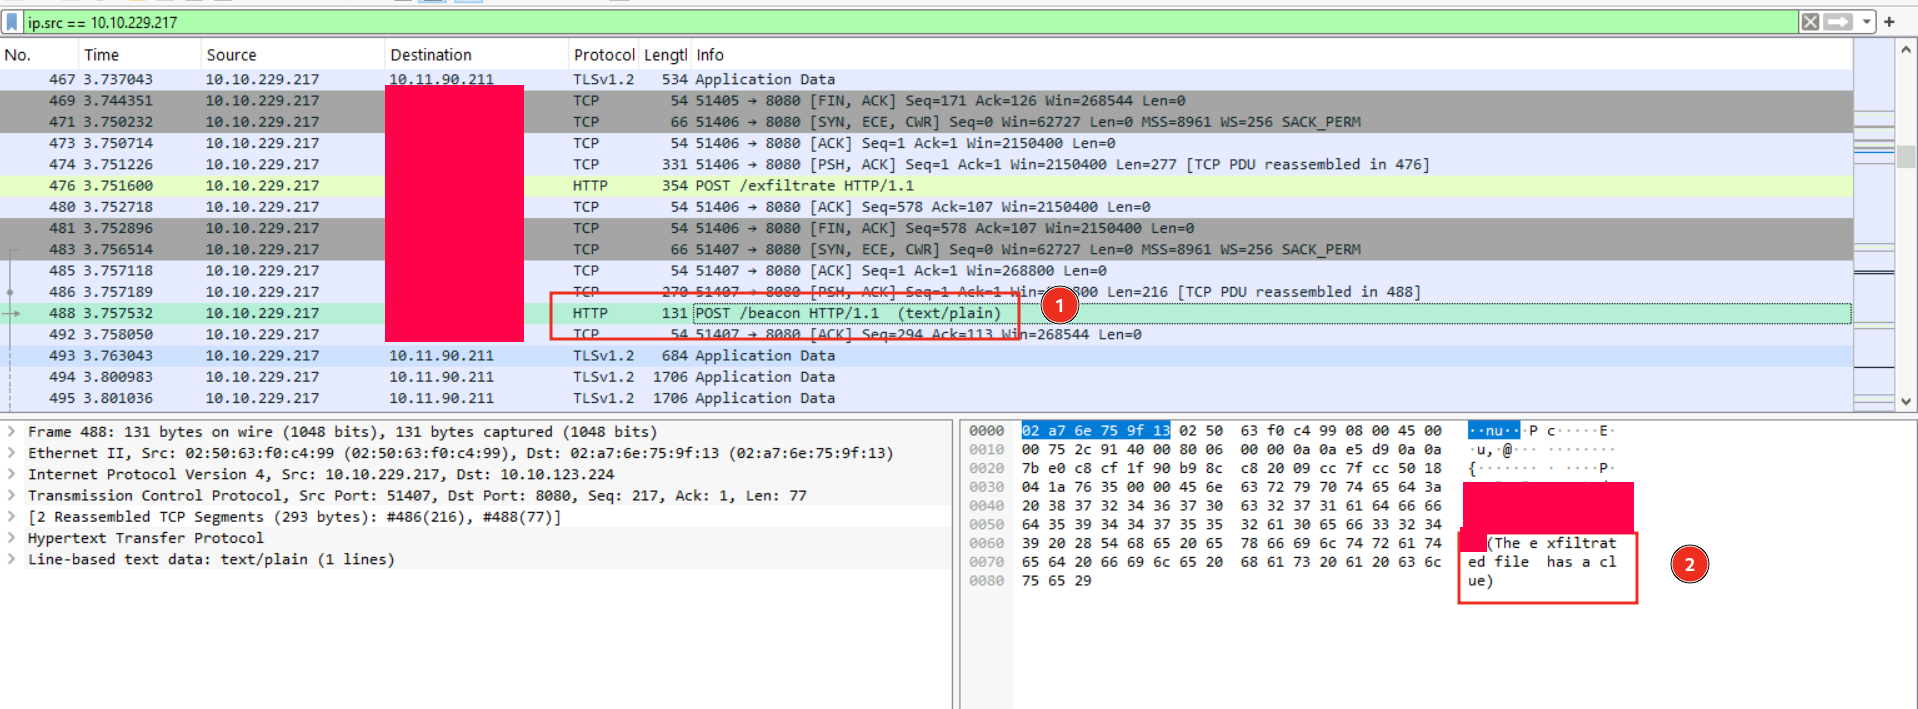 ip.src == 10.10.229.217
No. Time Source Destination Protocol Lengtl Info
467 3.737043 10.10.229.217 10.11.90.211 TLSv1.2 534 Application Data
469 3.744351 10.10.229.217 TCP 54 51405 → 8080 [FIN, ACK] Seq=171 Ack=126 Win=268544 Len=0
471 3.750232 10.10.229.217 TCP 66 51406 → 8080 [SYN, ECE, CWR] Seq=0 Win=62727 Len=0 MSS=8961 WS=256 SACK_PERM
473 3.750714 10.10.229.217 TCP 54 51406 → 8080 [ACK] Seq=1 Ack=1 Win=2150400 Len=0
474 3.751226 10.10.229.217 TCP 331 51406 → 8080 [PSH, ACK] Seq=1 Ack=1 Win=2150400 Len=277 [TCP PDU reassembled in 476]
476 3.751600 10.10.229.217 HTTP 354 POST /exfiltrate HTTP/1.1
480 3.752718 10.10.229.217 TCP 54 51406 → 8080 [ACK] Seq=578 Ack=107 Win=2150400 Len=0
481 3.752896 10.10.229.217 TCP 54 51406 → 8080 [FIN, ACK] Seq=578 Ack=107 Win=2150400 Len=0
483 3.756514 10.10.229.217 TCP 66 51407 → 8080 [SYN, ECE, CWR] Seq=0 Win=62727 Len=0 MSS=8961 WS=256 SACK_PERM
485 3.757118 10.10.229.217 TCP 54 51407 → 8080 [ACK] Seq=1 Ack=1 Win=268800 Len=0
486 3.757189 10.10.229.217 TCP 270 51407 → 8080 [PSH, ACK] Seq=1 Ack=1 Len=216 [TCP PDU reassembled in 488]
488 3.757532 10.10.229.217 HTTP 131 POST /beacon HTTP/1.1 (text/plain)
1
492 3.758050 10.10.229.217 TCP 54 51407 → 8080 [ACK] Seq=294 Ack=113 Win=268544 Len=0
493 3.763043 10.10.229.217 10.11.90.211 TLSv1.2 684 Application Data
494 3.800983 10.10.229.217 10.11.90.211 TLSv1.2 1706 Application Data
495 3.801036 10.10.229.217 10.11.90.211 TLSv1.2 1706 Application Data
Frame 488: 131 bytes on wire (1048 bits), 131 bytes captured (1048 bits)
Ethernet II, Src: 02:50:63:f0:c4:99 (02:50:63:f0:c4:99), Dst: 02:a7:6e:75:9f:13 (02:a7:6e:75:9f:13)
Internet Protocol Version 4, Src: 10.10.229.217, Dst: 10.10.123.224
Transmission Control Protocol, Src Port: 51407, Dst Port: 8080, Seq: 217, Ack: 1, Len: 77
[2 Reassembled TCP Segments (293 bytes): #486(216), #488(77)]
Hypertext Transfer Protocol
Line-based text data: text/plain (1 lines)
0000 02 a7 6e 75 9f 13 02 50 63 f0 c4 99 08 00 45 00 ··nu···P c·····E·
0010 00 75 2c 91 40 00 80 06 00 00 0a 0a e5 d9 0a 0a ·u,·@··· ········
0020 7b e0 c8 cf 1f 90 b9 8c c8 20 09 cc 7f cc 50 18 {······· · ····P·
0030 04 1a 76 35 00 00 45 6e 63 72 79 70 74 65 64 3a
0040 20 38 37 32 34 36 37 30 63 32 37 31 61 64 66 66
0050 64 35 39 34 34 37 35 35 32 61 30 65 66 33 32 34
0060 39 20 28 54 68 65 20 65 78 66 69 6c 74 72 61 74 (The e xfiltrat
0070 65 64 20 66 69 6c 65 20 68 61 73 20 61 20 63 6c ed file has a cl
0080 75 65 29 ue)
2